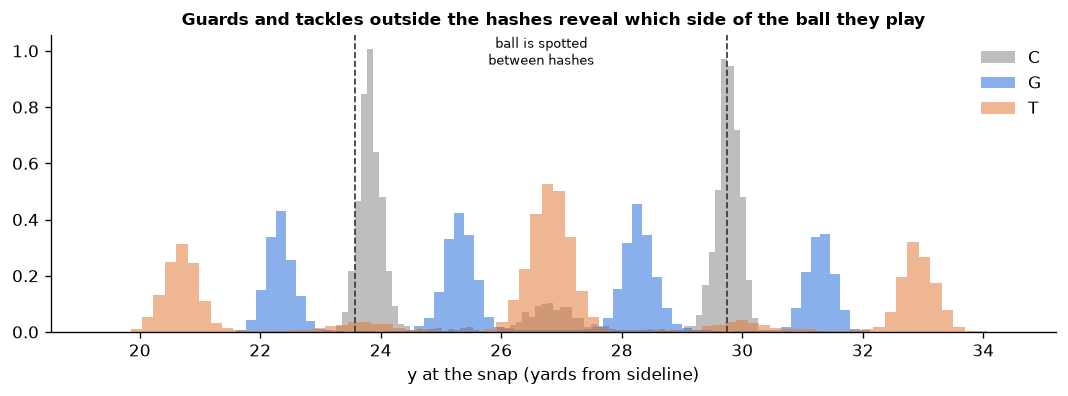 Guards and tackles outside the hashes reveal which side of the ball they play
ball is spotted
between hashes
C
G
T
1.0
0.8
0.6
0.4
0.2
0.0
20 22 24 26 28 30 32 34
y at the snap (yards from sideline)